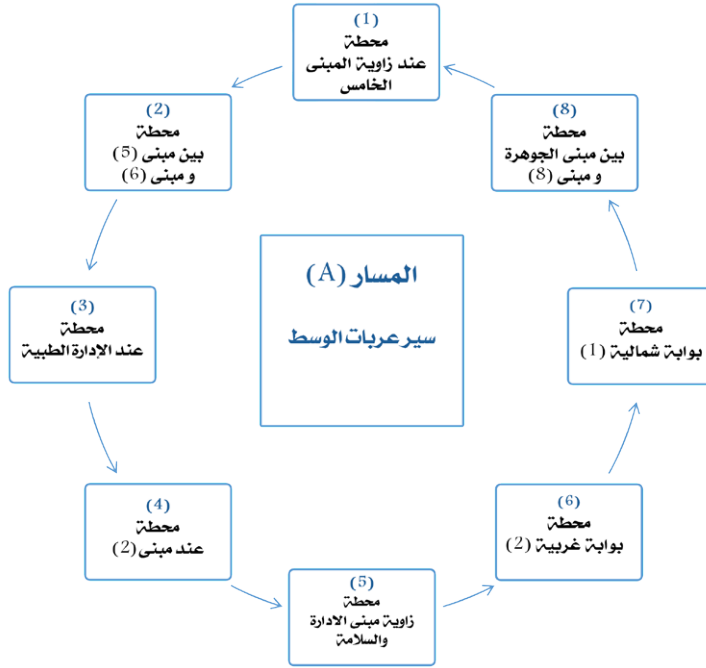 (1)
محطة
عند زاوية المبنى
الخامس
(2)
محطة
بين مبنى (5)
و مبنى (6)
(3)
محطة
عند الإدارة الطبية
(4)
محطة
عند مبنى (2)
(5)
محطة
زاوية مبنى الادارة
والسلامة
(6)
محطة
بوابة غربية (2)
(7)
محطة
بوابة شمالية (1)
(8)
محطة
بين مبنى الجوهرة
و مبنى (8)
المسار (A)
سير عربات الوسط